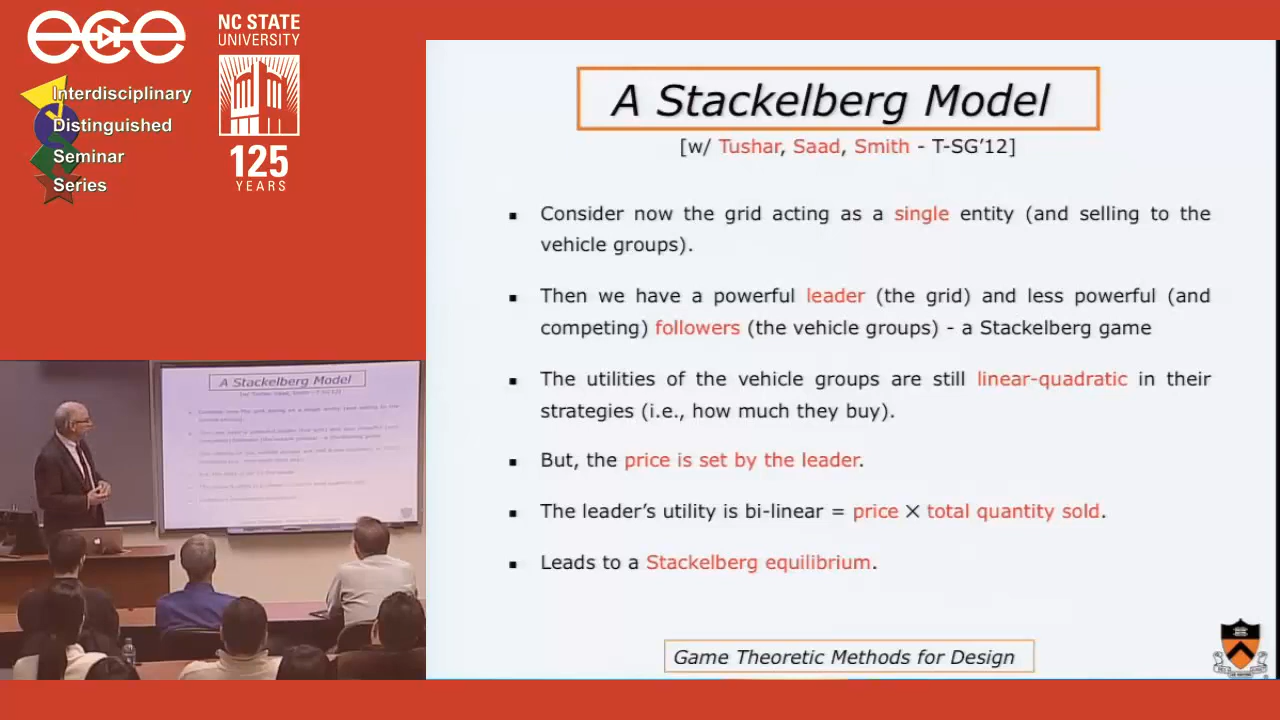 ece
NC STATE
UNIVERSITY
125
YEARS
Interdisciplinary
Distinguished
Seminar
Series
A Stackelberg Model
[w/ Tushar, Saad, Smith - T-SG'12]
▪ Consider now the grid acting as a single entity (and selling to the
vehicle groups).
▪ Then we have a powerful leader (the grid) and less powerful (and
competing) followers (the vehicle groups) - a Stackelberg game
▪ The utilities of the vehicle groups are still linear-quadratic in their
strategies (i.e., how much they buy).
▪ But, the price is set by the leader.
▪ The leader's utility is bi-linear = price × total quantity sold.
▪ Leads to a Stackelberg equilibrium.
Game Theoretic Methods for Design
A Stackelberg Model